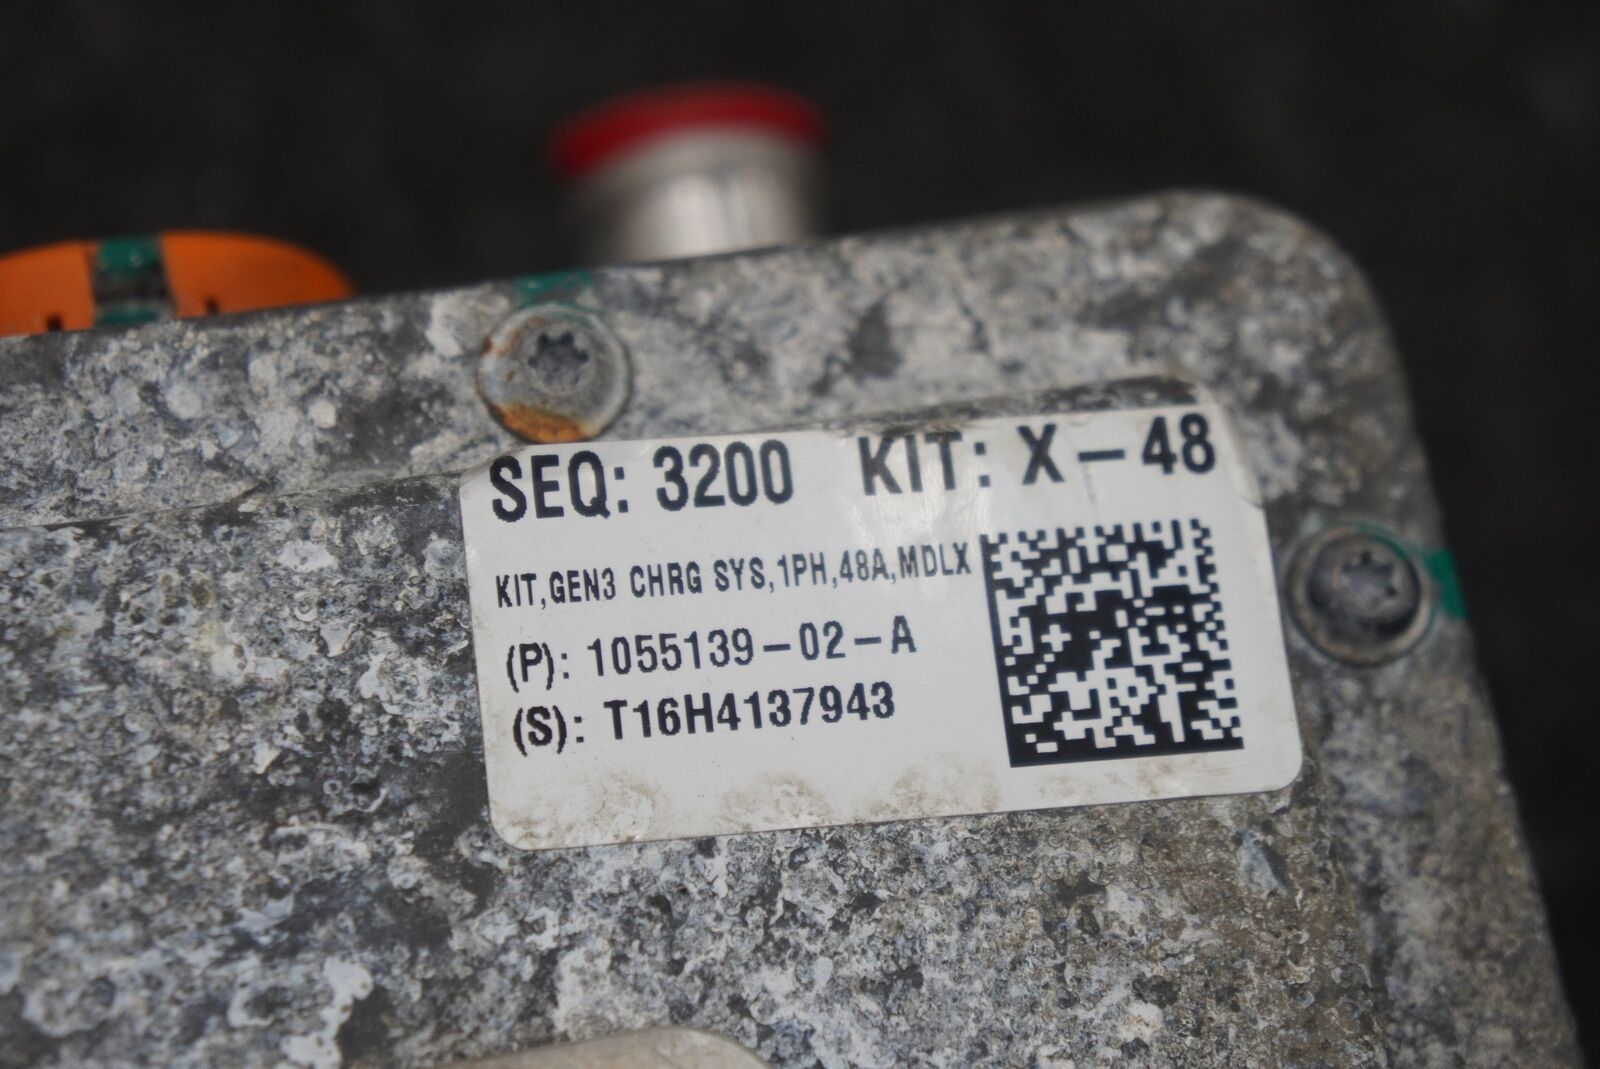 SEQ: 3200 KIT: X-48
KIT,GEN3 CHRG SYS,1PH,48A,MDLX
(P): 1055139-02-A
(S): T16H4137943